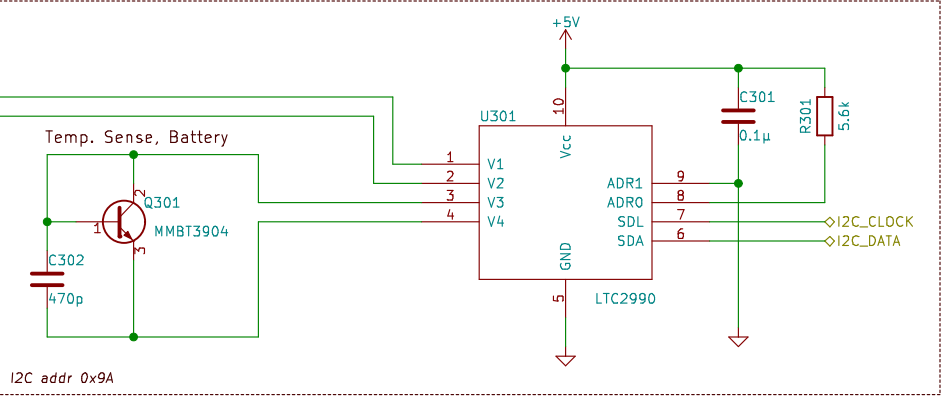 +5V
C301
0.1µ
R301
5.6k
U301
10
Vcc
Temp. Sense, Battery
1
V1
2
V2
3
V3
4
V4
ADR1
9
ADR0
8
SDL
7
I2C_CLOCK
SDA
6
I2C_DATA
GND
5
LTC2990
2
Q301
1
MMBT3904
3
C302
470p
I2C addr 0x9A